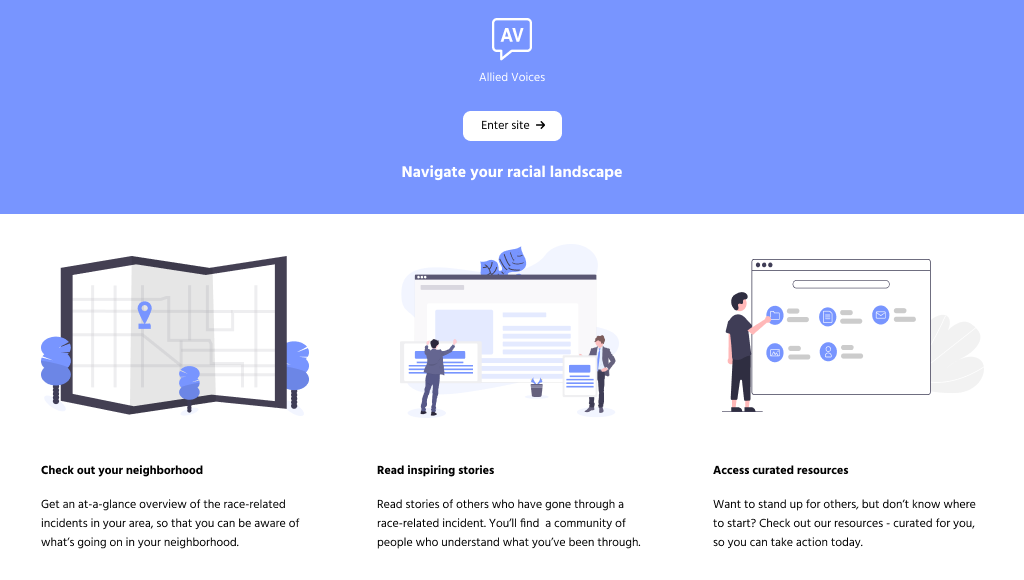 AV
Allied Voices
Enter site →
Navigate your racial landscape
Check out your neighborhood
Get an at-a-glance overview of the race-related
incidents in your area, so that you can be aware of
what’s going on in your neighborhood.
Read inspiring stories
Read stories of others who have gone through a
race-related incident. You’ll find  a community of
people who understand what you’ve been through.
Access curated resources
Want to stand up for others, but don’t know where
to start? Check out our resources - curated for you,
so you can take action today.